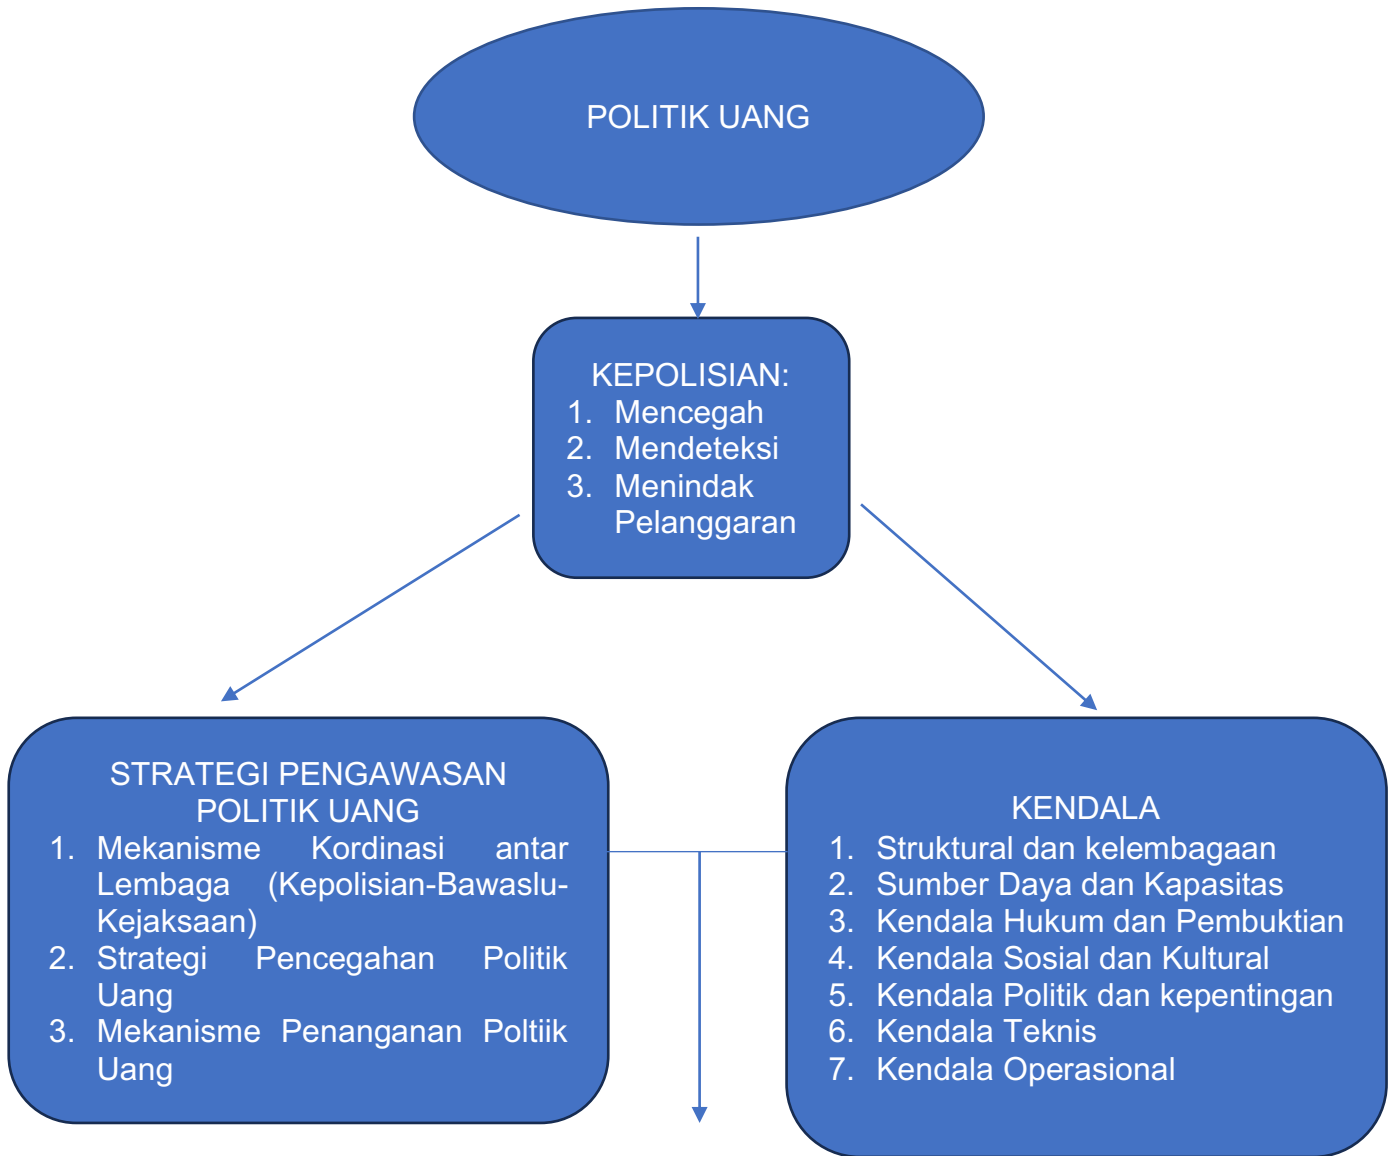 POLITIK UANG
KEPOLISIAN:
1. Mencegah
2. Mendeteksi
3. Menindak
Pelanggaran
STRATEGI PENGAWASAN
POLITIK UANG
1. Mekanisme Kordinasi antar
Lembaga (Kepolisian-Bawaslu-
Kejaksaan)
2. Strategi Pencegahan Politik
Uang
3. Mekanisme Penanganan Poltiik
Uang
KENDALA
1. Struktural dan kelembagaan
2. Sumber Daya dan Kapasitas
3. Kendala Hukum dan Pembuktian
4. Kendala Sosial dan Kultural
5. Kendala Politik dan kepentingan
6. Kendala Teknis
7. Kendala Operasional